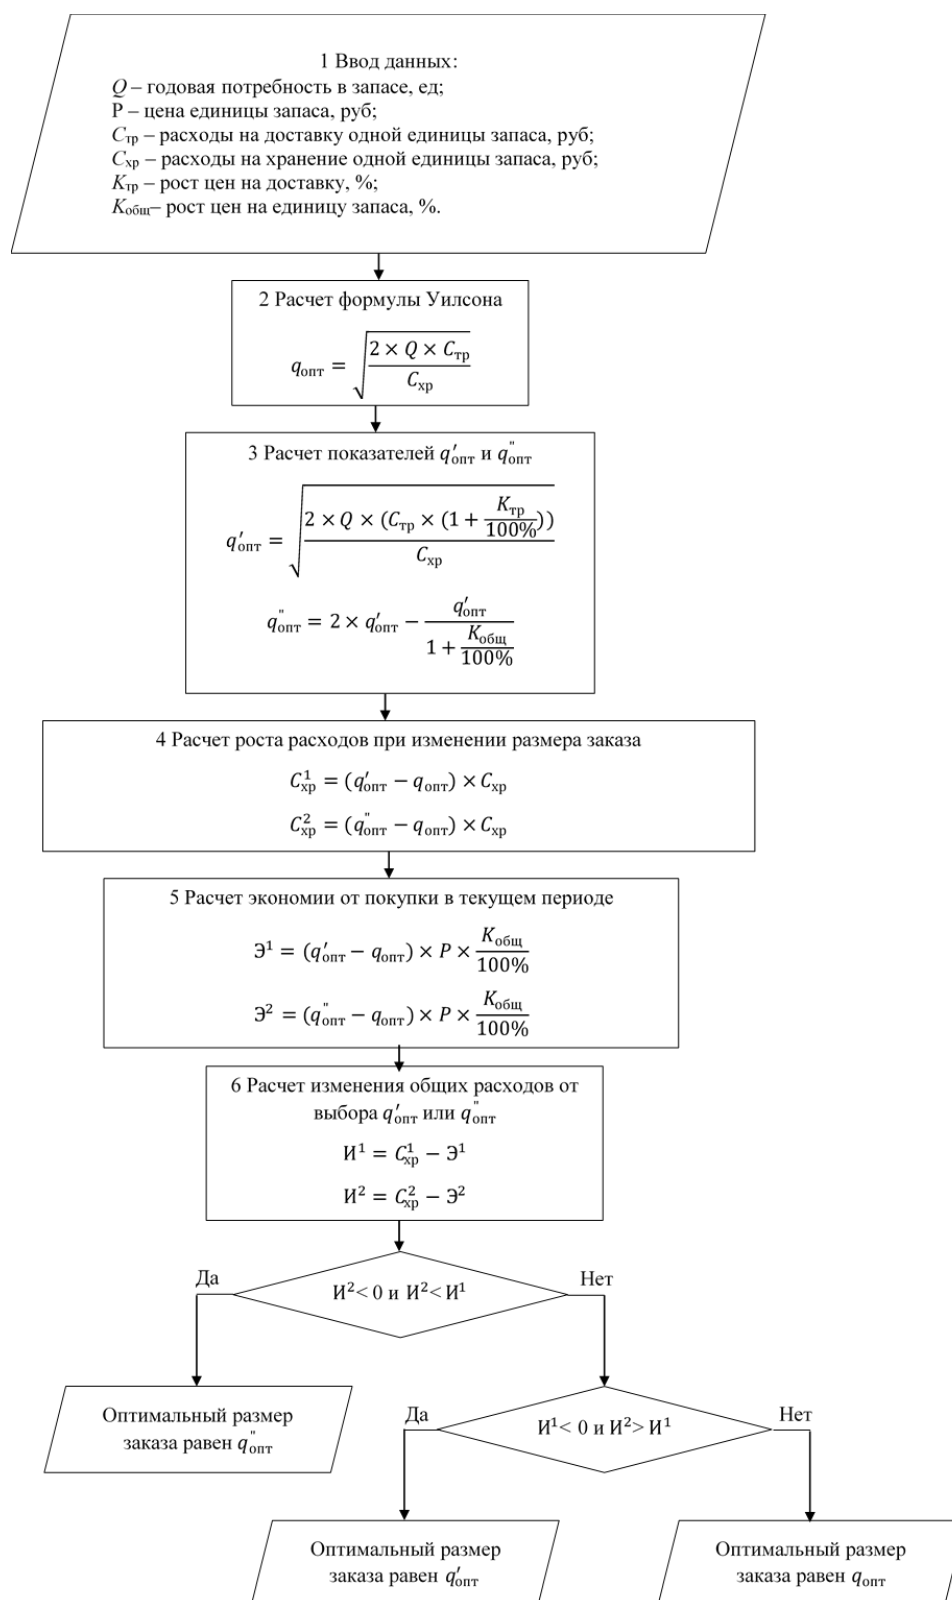 1 Ввод данных:
Q – годовая потребность в запасе, ед;
P – цена единицы запаса, руб;
Cтр – расходы на доставку одной единицы запаса, руб;
Cхр – расходы на хранение одной единицы запаса, руб;
Kтр – рост цен на доставку, %;
Kобщ– рост цен на единицу запаса, %.
2 Расчет формулы Уилсона
qопт = √((2 × Q × Cтр) / Cхр)
3 Расчет показателей q′опт и q"опт
q′опт = √((2 × Q × (Cтр × (1 + Kтр/100%))) / Cхр)
q"опт = 2 × q′опт − q′опт / (1 + Kобщ/100%)
4 Расчет роста расходов при изменении размера заказа
C¹хр = (q′опт − qопт) × Cхр
C²хр = (q"опт − qопт) × Cхр
5 Расчет экономии от покупки в текущем периоде
Э¹ = (q′опт − qопт) × P × Kобщ/100%
Э² = (q"опт − qопт) × P × Kобщ/100%
6 Расчет изменения общих расходов от
выбора q′опт или q"опт
И¹ = C¹хр − Э¹
И² = C²хр − Э²
Да
И²< 0 и И²< И¹
Нет
Оптимальный размер
заказа равен q"опт
Да
И¹< 0 и И²> И¹
Нет
Оптимальный размер
заказа равен q′опт
Оптимальный размер
заказа равен qопт